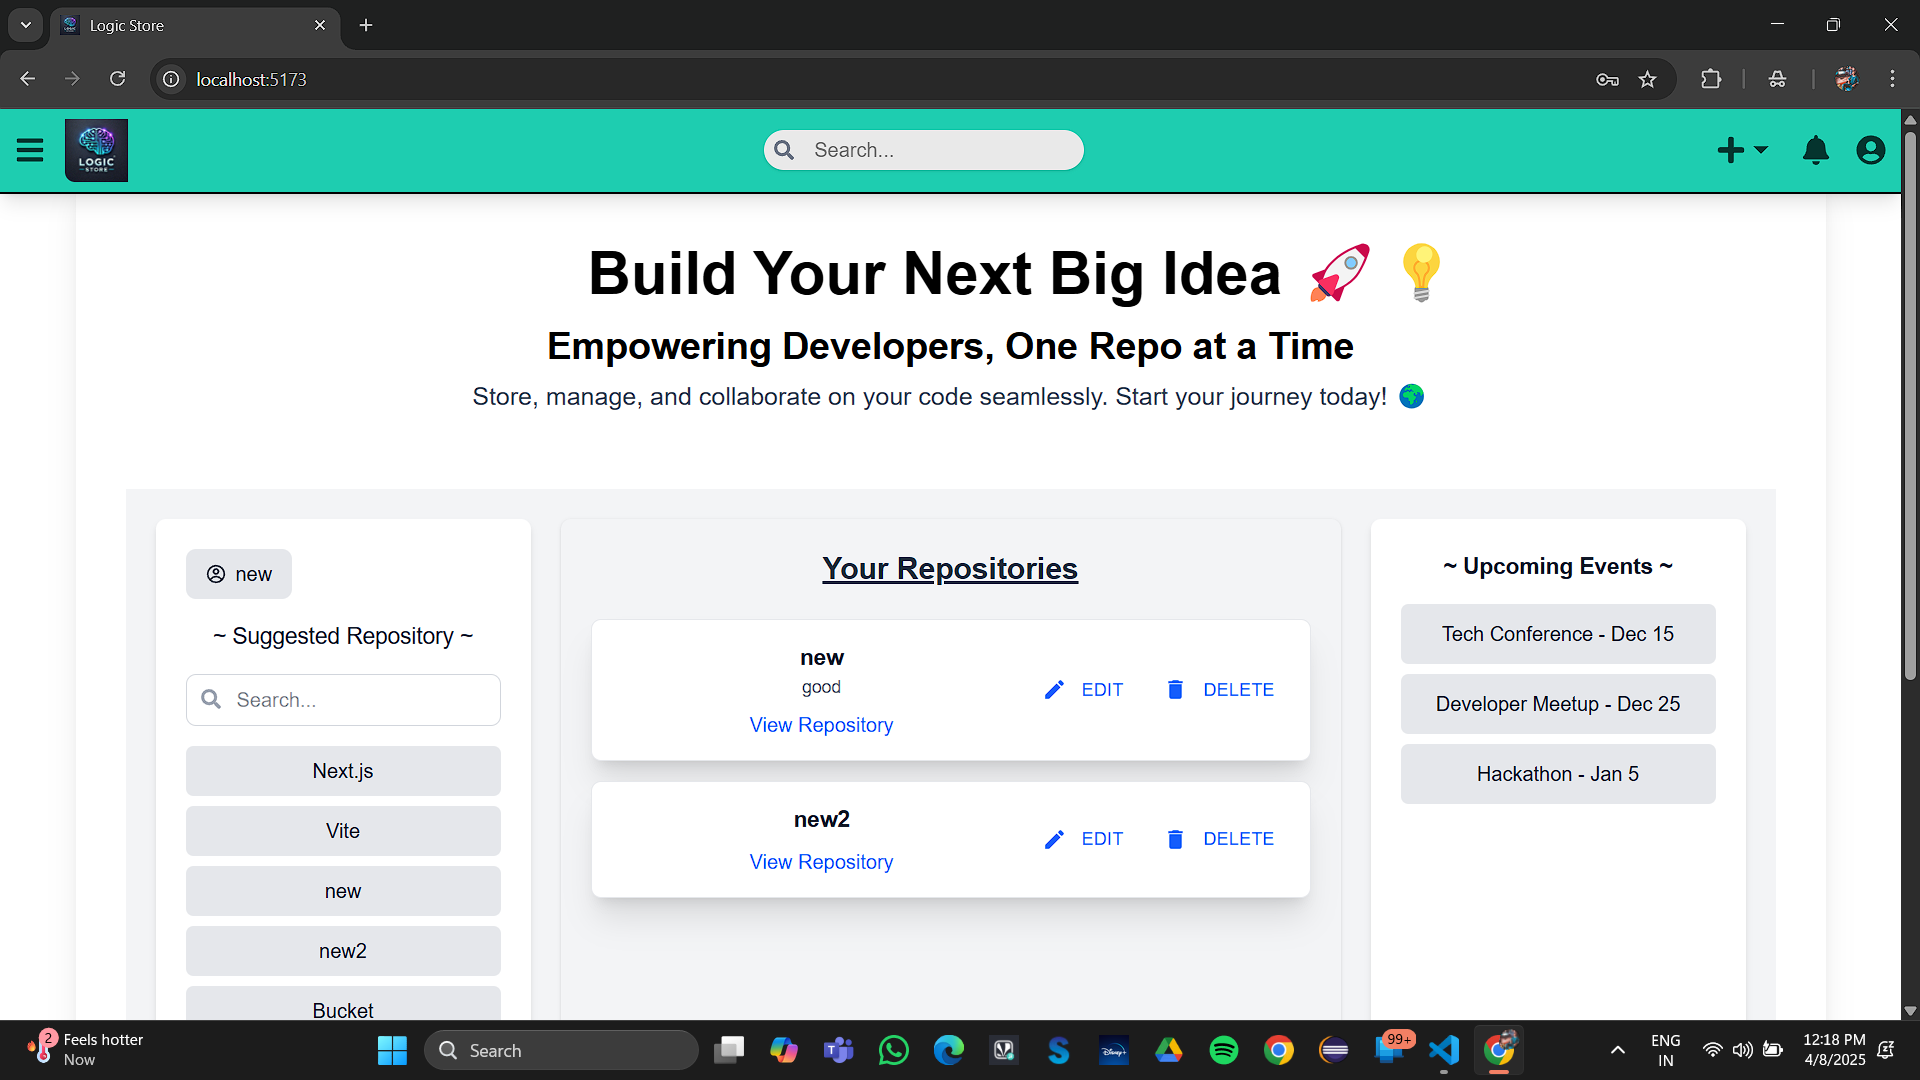 Logic Store
localhost:5173
LOGIC
STORE
Search...
Build Your Next Big Idea 🚀 💡
Empowering Developers, One Repo at a Time
Store, manage, and collaborate on your code seamlessly. Start your journey today! 🌍
new
~ Suggested Repository ~
Search...
Next.js
Vite
new
new2
Bucket
Your Repositories
new
good
View Repository
EDIT
DELETE
new2
View Repository
EDIT
DELETE
~ Upcoming Events ~
Tech Conference - Dec 15
Developer Meetup - Dec 25
Hackathon - Jan 5
2
Feels hotter
Now
Search
Disney+
99+
ENG
IN
12:18 PM
4/8/2025